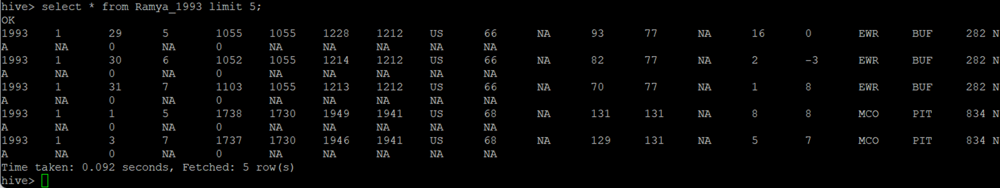 hive> select * from Ramya_1993 limit 5;
OK
1993 1 29 5 1055 1055 1228 1212 US 66 NA 93 77 NA 16 0 EWR BUF 282 N
A NA 0 NA 0 NA NA NA NA NA
1993 1 30 6 1052 1055 1214 1212 US 66 NA 82 77 NA 2 -3 EWR BUF 282 N
A NA 0 NA 0 NA NA NA NA NA
1993 1 31 7 1103 1055 1213 1212 US 66 NA 70 77 NA 1 8 EWR BUF 282 N
A NA 0 NA 0 NA NA NA NA NA
1993 1 1 5 1738 1730 1949 1941 US 68 NA 131 131 NA 8 8 MCO PIT 834 N
A NA 0 NA 0 NA NA NA NA NA
1993 1 3 7 1737 1730 1946 1941 US 68 NA 129 131 NA 5 7 MCO PIT 834 N
A NA 0 NA 0 NA NA NA NA NA
Time taken: 0.092 seconds, Fetched: 5 row(s)
hive>